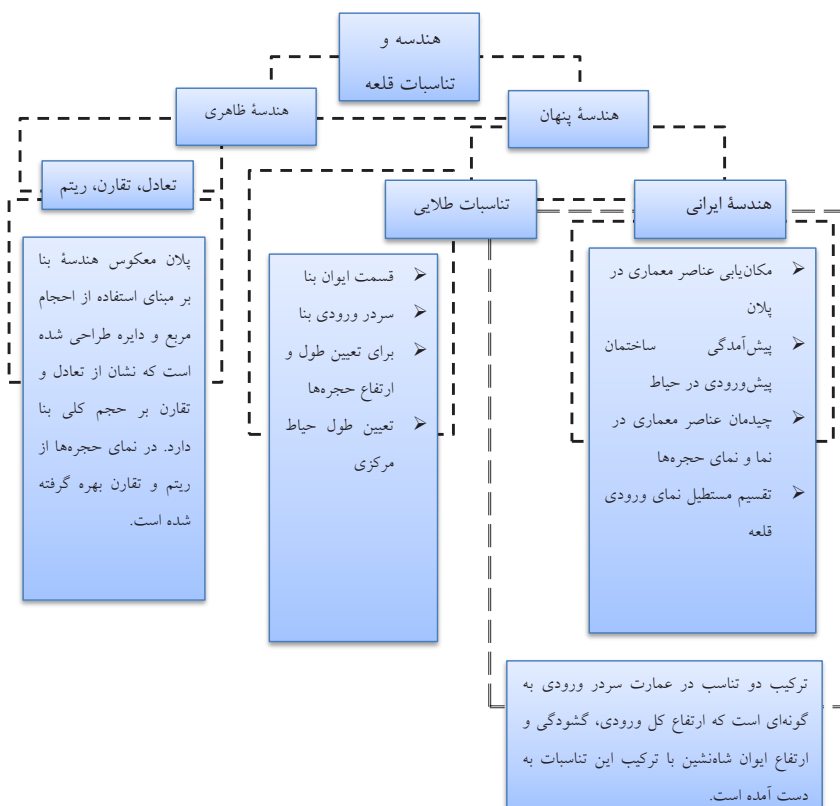 هندسه و
تناسبات قلعه
هندسۀ پنهان
هندسۀ ظاهری
هندسۀ ایرانی
تناسبات طلایی
تعادل، تقارن، ریتم
➢ مکان‌یابی عناصر معماری در
پلان
➢ پیش‌آمدگی ساختمان
پیش‌ورودی در حیاط
➢ چیدمان عناصر معماری در
نما و نمای حجره‌ها
➢ تقسیم مستطیل نمای ورودی
قلعه
➢ قسمت ایوان بنا
➢ سردر ورودی بنا
➢ برای تعیین طول و
ارتفاع حجره‌ها
➢ تعیین طول حیاط
مرکزی
پلان معکوس هندسۀ بنا
بر مبنای استفاده از احجام
مربع و دایره طراحی شده
است که نشان از تعادل و
تقارن بر حجم کلی بنا
دارد. در نمای حجره‌ها از
ریتم و تقارن بهره گرفته
شده است.
ترکیب دو تناسب در عمارت سردر ورودی به
گونه‌ای است که ارتفاع کل ورودی، گشودگی و
ارتفاع ایوان شاه‌نشین با ترکیب این تناسبات به
دست آمده است.